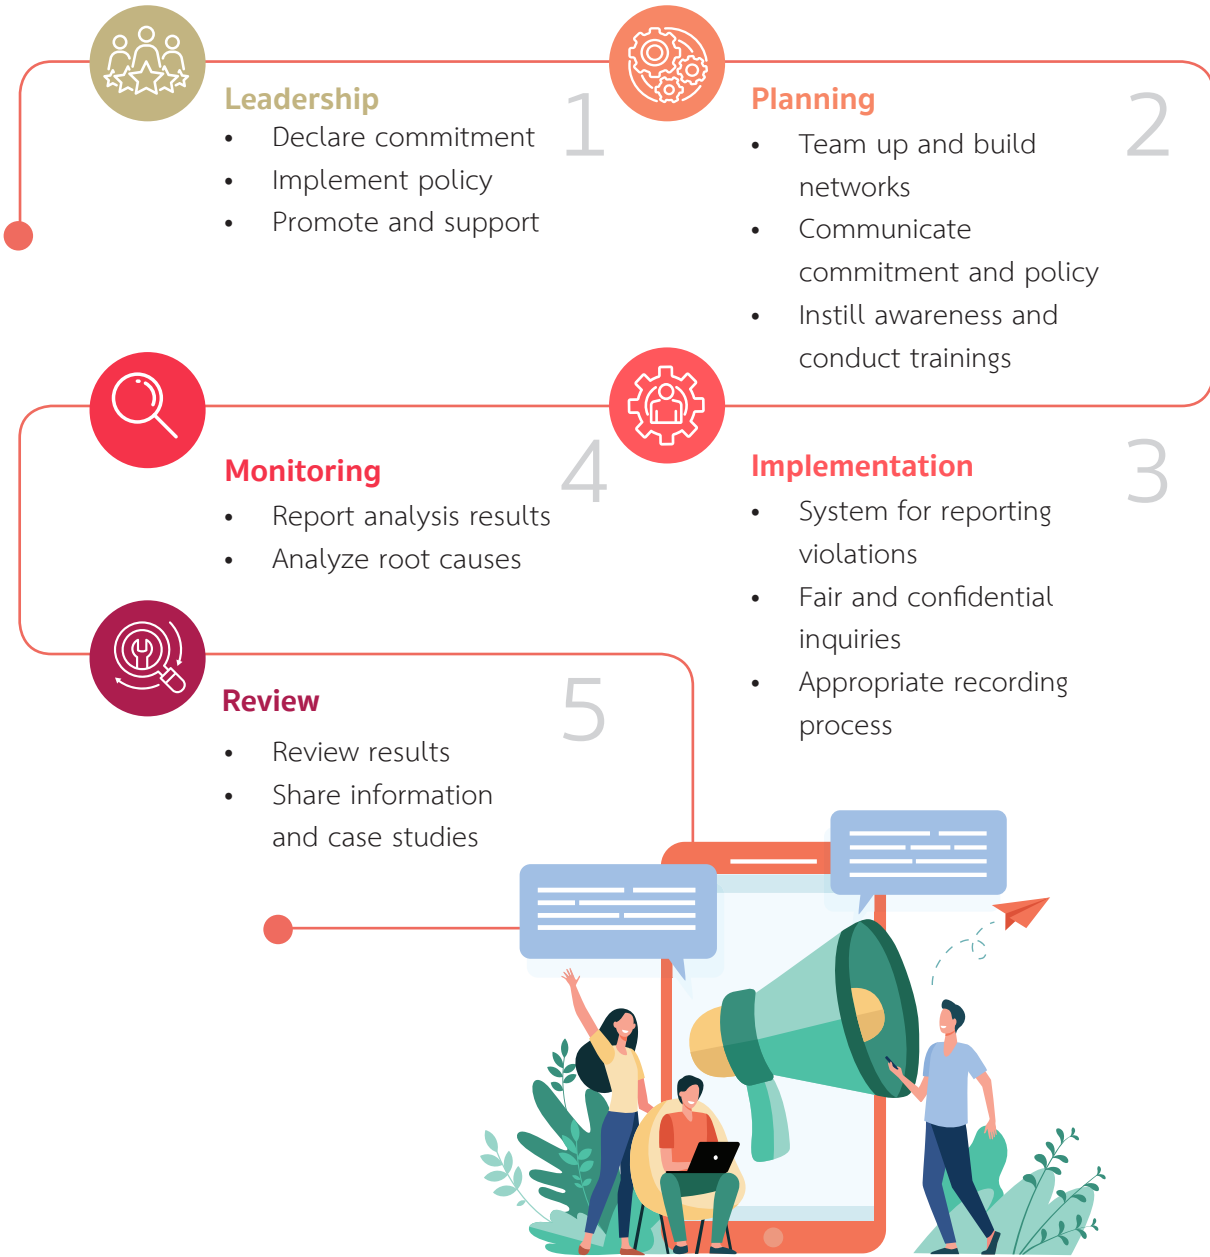 Leadership
1
• Declare commitment
• Implement policy
• Promote and support
Planning
2
• Team up and build
networks
• Communicate
commitment and policy
• Instill awareness and
conduct trainings
Implementation
3
• System for reporting
violations
• Fair and confidential
inquiries
• Appropriate recording
process
Monitoring
4
• Report analysis results
• Analyze root causes
Review
5
• Review results
• Share information
and case studies